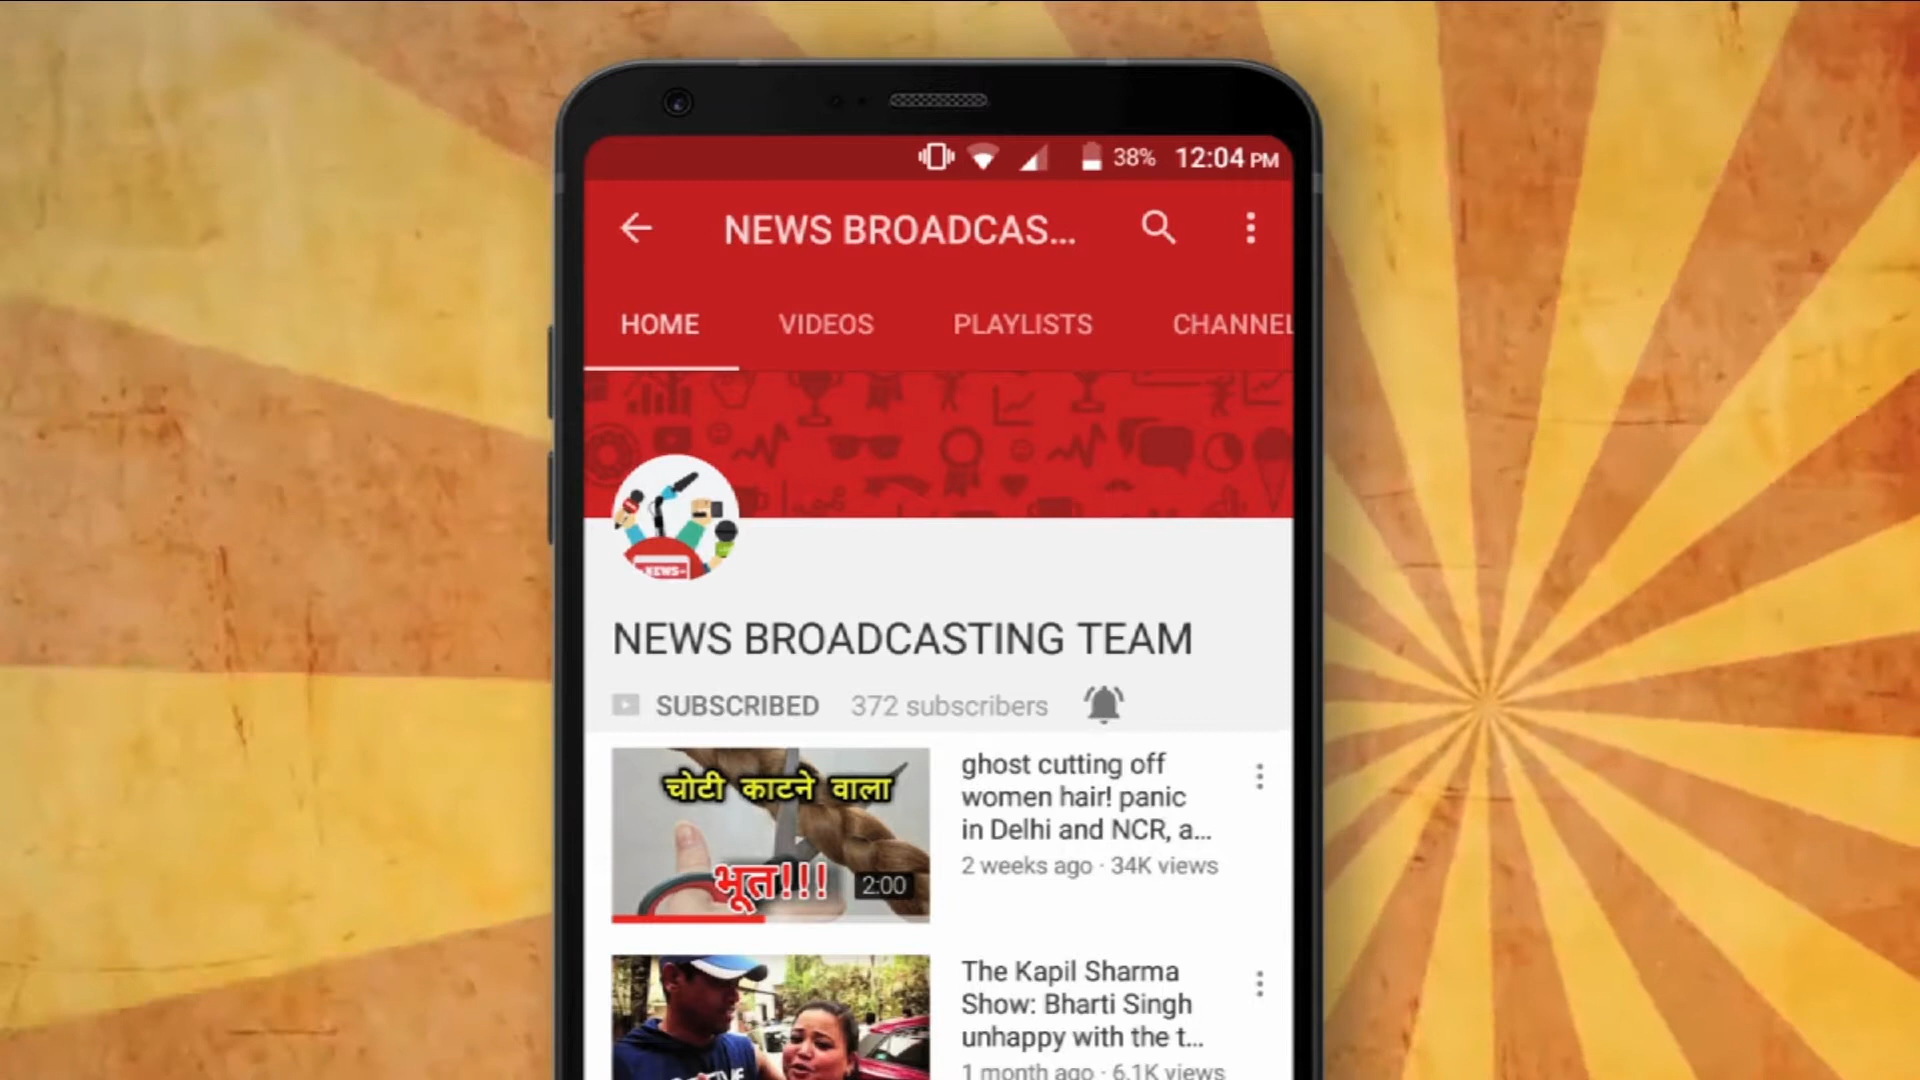 38% 12:04 PM
NEWS BROADCAS...
HOME VIDEOS PLAYLISTS CHANNEL
NEWS
NEWS BROADCASTING TEAM
SUBSCRIBED 372 subscribers
चोटी काटने वाला
भूत!!!
2:00
ghost cutting off
women hair! panic
in Delhi and NCR, a...
2 weeks ago · 34K views
The Kapil Sharma
Show: Bharti Singh
unhappy with the t...
1 month ago · 6.1K views